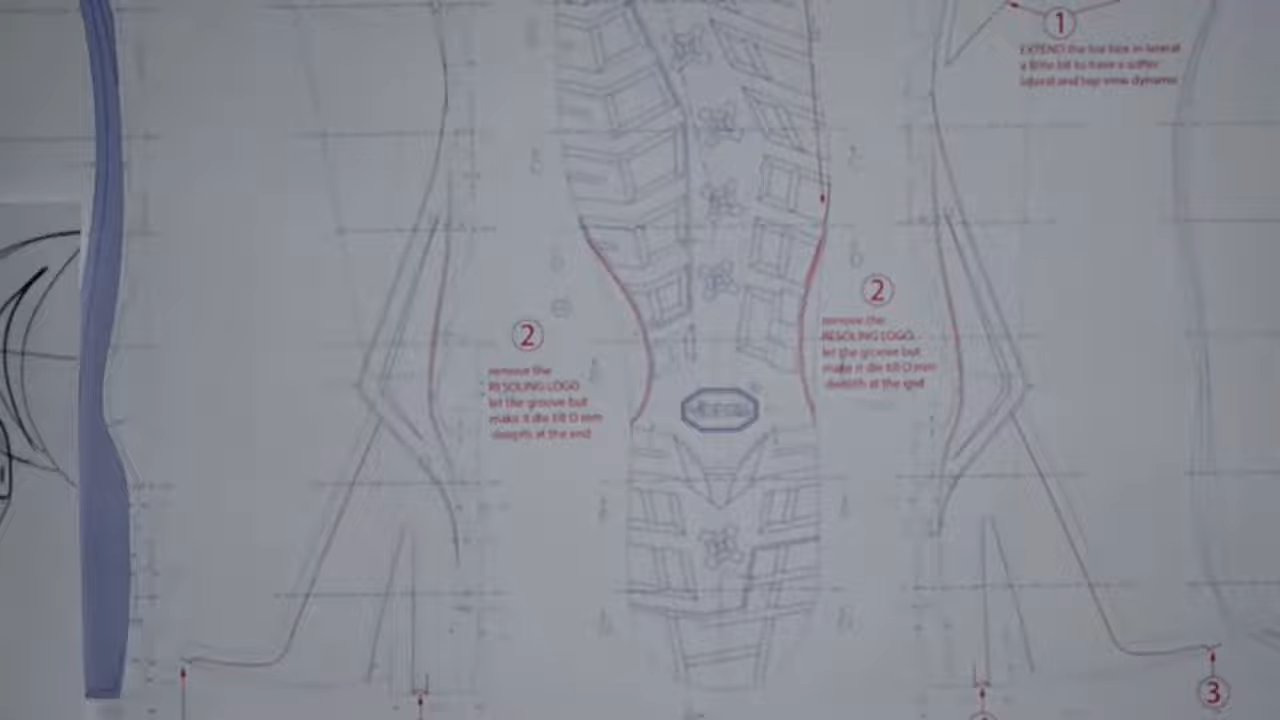 1
EXTEND the toe bice in lateral
a little bit to have a softer
lateral and top view dynamic
2
remove the
RESOLING LOGO
let the groove but
make it die till 0 mm
deepth at the end
2
remove the
RESOLING LOGO
let the groove but
make it die till 0 mm
deepth at the end
3